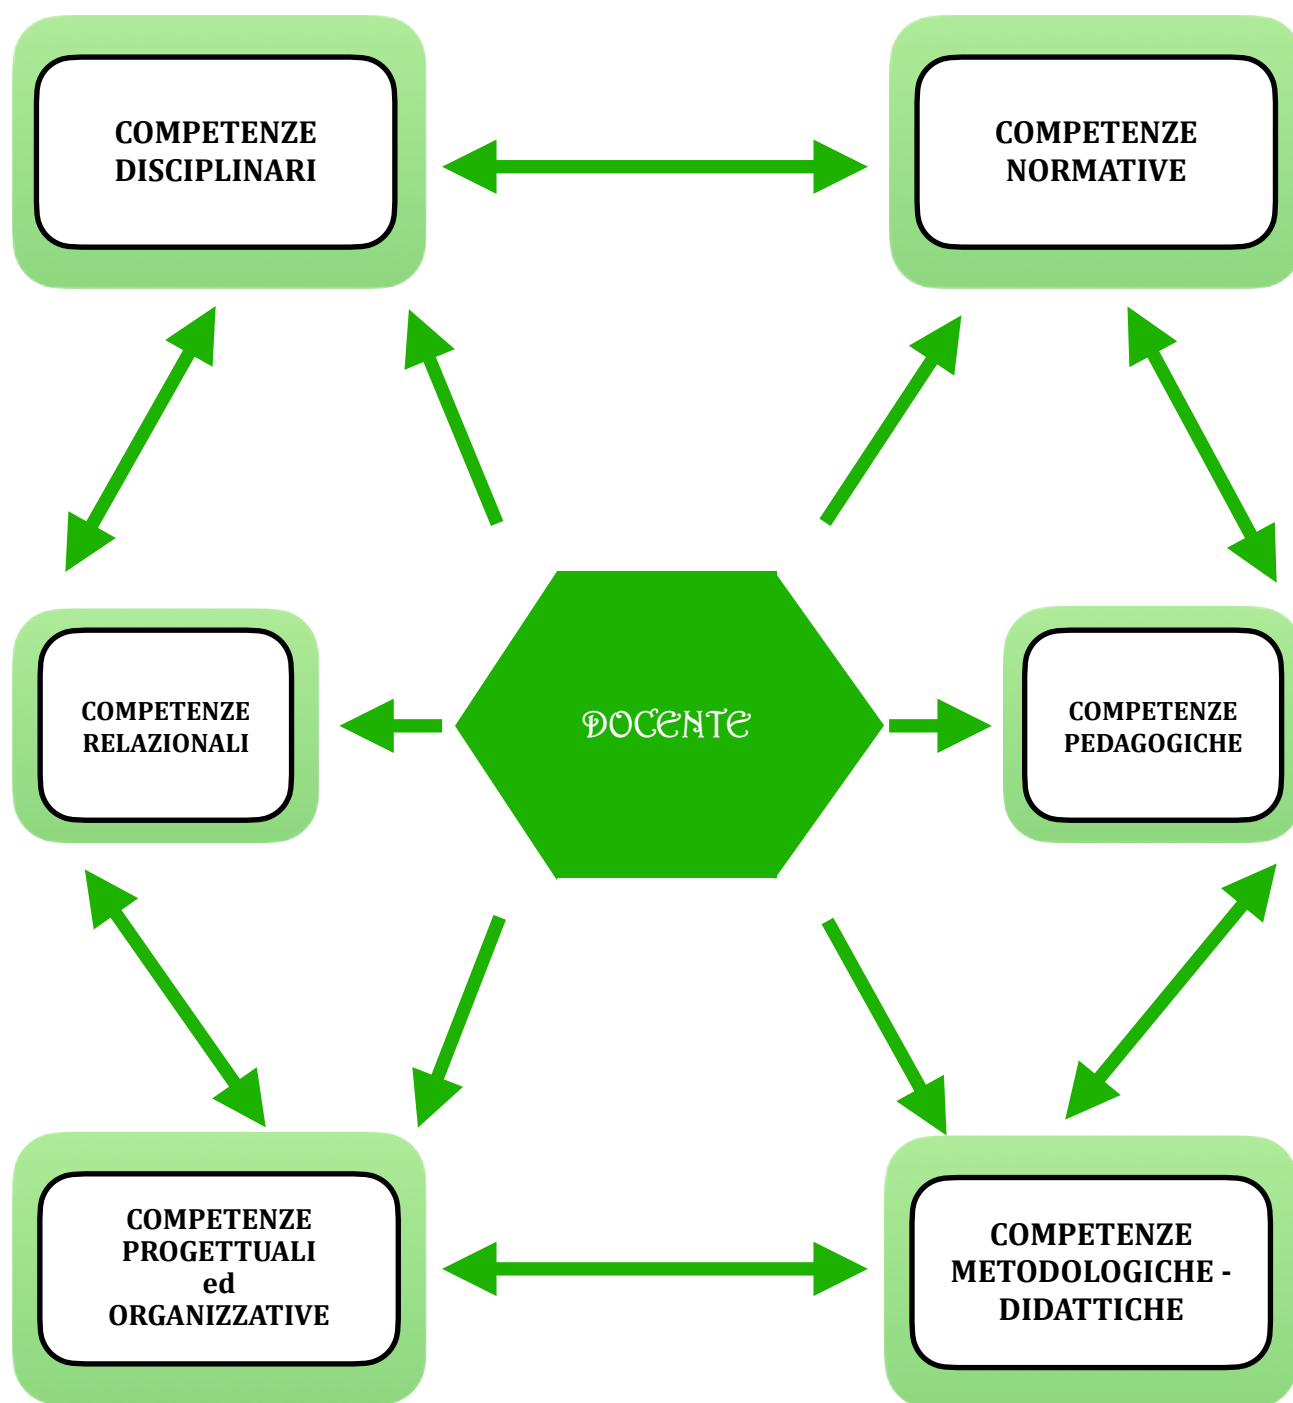 COMPETENZE
DISCIPLINARI
COMPETENZE
NORMATIVE
COMPETENZE
RELAZIONALI
DOCENTE
COMPETENZE
PEDAGOGICHE
COMPETENZE
PROGETTUALI
ed
ORGANIZZATIVE
COMPETENZE
METODOLOGICHE -
DIDATTICHE